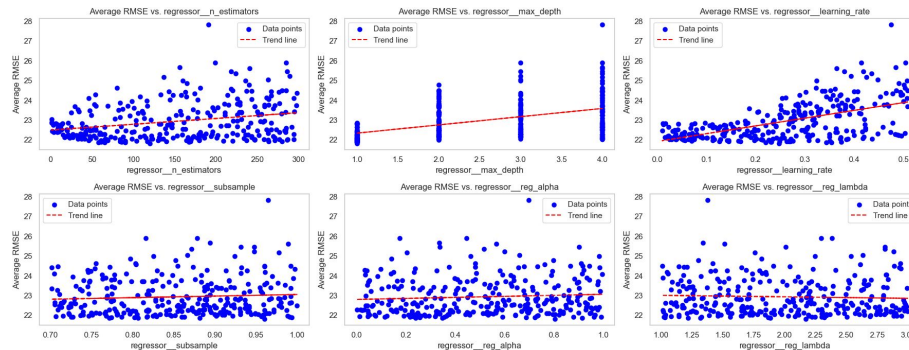 Average RMSE vs. regressor__n_estimators
Average RMSE
28
27
26
25
24
23
22
Data points
Trend line
0
50
100
150
200
250
300
regressor__n_estimators
Average RMSE vs. regressor__max_depth
Average RMSE
28
27
26
25
24
23
22
Data points
Trend line
1.0
1.5
2.0
2.5
3.0
3.5
4.0
regressor__max_depth
Average RMSE vs. regressor__learning_rate
Average RMSE
28
27
26
25
24
23
22
Data points
Trend line
0.0
0.1
0.2
0.3
0.4
0.5
regressor__learning_rate
Average RMSE vs. regressor__subsample
Average RMSE
28
27
26
25
24
23
22
Data points
Trend line
0.70
0.75
0.80
0.85
0.90
0.95
1.00
regressor__subsample
Average RMSE vs. regressor__reg_alpha
Average RMSE
28
27
26
25
24
23
22
Data points
Trend line
0.0
0.2
0.4
0.6
0.8
1.0
regressor__reg_alpha
Average RMSE vs. regressor__reg_lambda
Average RMSE
28
27
26
25
24
23
22
Data points
Trend line
1.00
1.25
1.50
1.75
2.00
2.25
2.50
2.75
regressor__reg_lambda